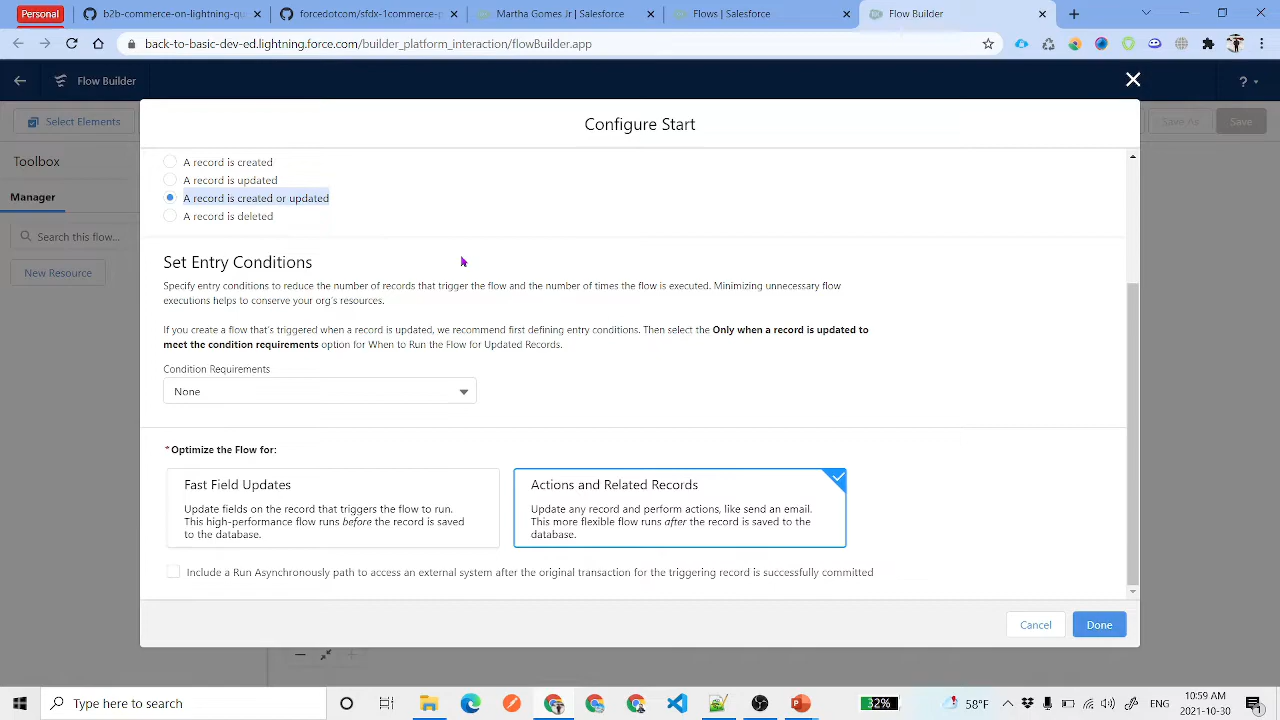 Personal
b2b-commerce-ontrading-qu
forcedotcom/sfdx-1commerce-p
Martha Gomes Jr | Salesforce
Flows | Salesforce
Flow Builder
back-to-basic-dev-ed.lightning.force.com/builder_platform_interaction/flowBuilder.app
Flow Builder
?
Select Elements
Configure Start
Save As
Save
Toolbox
Manager
Search this flow...
New Resource
A record is created
A record is updated
A record is created or updated
A record is deleted
Set Entry Conditions
Specify entry conditions to reduce the number of records that trigger the flow and the number of times the flow is executed. Minimizing unnecessary flow
executions helps to conserve your org's resources.
If you create a flow that's triggered when a record is updated, we recommend first defining entry conditions. Then select the Only when a record is updated to
meet the condition requirements option for When to Run the Flow for Updated Records.
Condition Requirements
None
*Optimize the Flow for:
Fast Field Updates
Update fields on the record that triggers the flow to run.
This high-performance flow runs before the record is saved
to the database.
Actions and Related Records
Update any record and perform actions, like send an email.
This more flexible flow runs after the record is saved to the
database.
Include a Run Asynchronously path to access an external system after the original transaction for the triggering record is successfully committed
Cancel
Done
Type here to search
32%
58°F
10:59 AM
2021-10-30